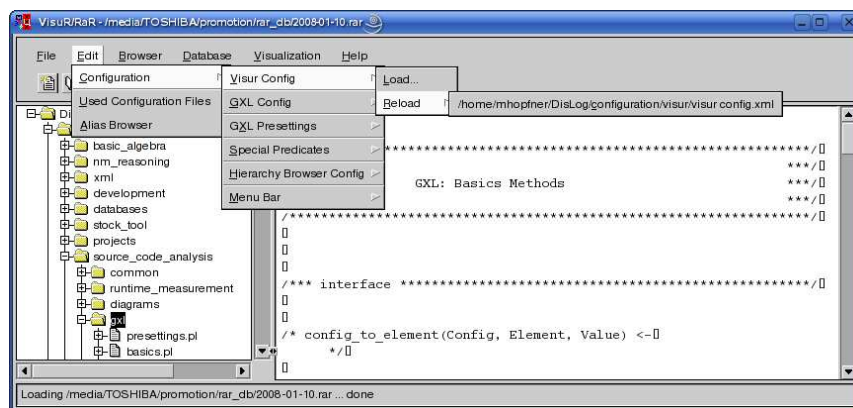 VisuR/RaR - /media/TOSHIBA/promotion/rar_db/2008-01-10.rar
File Edit Browser Database Visualization Help
Configuration
Used Configuration Files
Alias Browser
Visur Config
GXL Config
GXL Presettings
Special Predicates
Hierarchy Browser Config
Menu Bar
Load...
Reload
/home/mhopfner/DisLog/configuration/visur/visur config.xml
Di
basic_algebra
nm_reasoning
xml
development
databases
stock_tool
projects
source_code_analysis
common
runtime_measurement
diagrams
gxl
presettings.pl
basics.pl
******************************************************/
***/
GXL: Basics Methods ***/
***/
/******************************************************************/
/*** interface ****************************************************/
/* config_to_element(Config, Element, Value) <-
*/
Loading /media/TOSHIBA/promotion/rar_db/2008-01-10.rar ... done